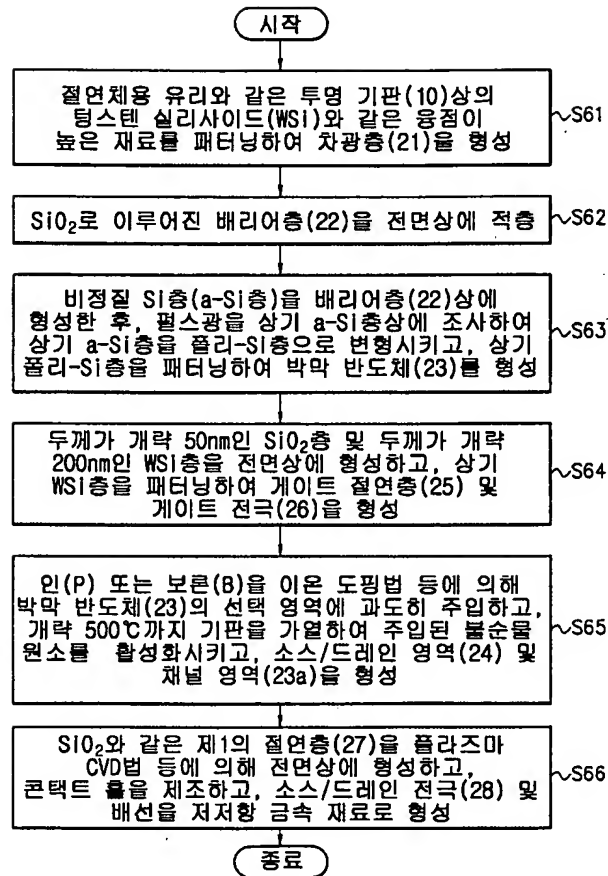 시작
절연체용 유리와 같은 투명 기판(10)상의
텅스텐 실리사이드(WSi)와 같은 융점이
높은 재료를 패터닝하여 차광층(21)을 형성
S61
SiO₂로 이루어진 배리어층(22)을 전면상에 적층
S62
비정질 Si층(a-Si층)을 배리어층(22)상에
형성한 후, 펄스광을 상기 a-Si층상에 조사하여
상기 a-Si층을 폴리-Si층으로 변형시키고, 상기
폴리-Si층을 패터닝하여 박막 반도체(23)를 형성
S63
두께가 개략 50nm인 SiO₂층 및 두께가 개략
200nm인 WSi층을 전면상에 형성하고, 상기
WSi층을 패터닝하여 게이트 절연층(25) 및
게이트 전극(26)을 형성
S64
인(P) 또는 보론(B)을 이온 도핑법 등에 의해
박막 반도체(23)의 선택 영역에 과도히 주입하고,
개략 500℃까지 기판을 가열하여 주입된 불순물
원소를 활성화시키고, 소스/드레인 영역(24) 및
채널 영역(23a)을 형성
S65
SiO₂와 같은 제1의 절연층(27)을 플라즈마
CVD법 등에 의해 전면상에 형성하고,
콘택트 홀을 제조하고, 소스/드레인 전극(28) 및
배선을 저저항 금속 재료로 형성
S66
종료